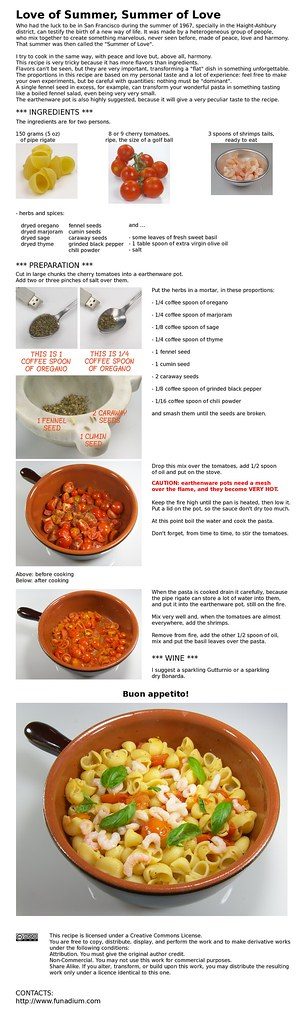 Love of Summer, Summer of Love
Who had the luck to be in San Francisco during the summer of 1967, specially in the Haight-Ashbury
district, can testify the birth of a new way of life. It was made by a heterogeneous group of people,
who mix together to create something marvelous, never seen before, made of peace, love and harmony.
That summer was then called the "Summer of Love".
I try to cook in the same way, with peace and love but, above all, harmony.
This recipe is very tricky because it has more flavors than ingredients.
Flavors can't be seen, but they are very important, transforming a "flat" dish in something unforgettable.
The proportions in this recipe are based on my personal taste and a lot of experience: feel free to make
your own experiments, but be careful with quantities: nothing must be "dominant".
A single fennel seed in excess, for example, can transform your wonderful pasta in something tasting
like a boiled fennel salad, even being very very small.
The earthenware pot is also highly suggested, because it will give a very peculiar taste to the recipe.
*** INGREDIENTS ***
The ingredients are for two persons.
150 grams (5 oz)
of pipe rigate
8 or 9 cherry tomatoes,
ripe, the size of a golf ball
3 spoons of shrimps tails,
ready to eat
- herbs and spices:
dryed oregano
dryed marjoram
dryed sage
dryed thyme
fennel seeds
cumin seeds
caraway seeds
grinded black pepper
chili powder
and ...
- some leaves of fresh sweet basil
- 1 table spoon of extra virgin olive oil
- salt
*** PREPARATION ***
Cut in large chunks the cherry tomatoes into a earthenware pot.
Add two or three pinches of salt over them.
THIS IS 1
COFFEE SPOON
OF OREGANO
THIS IS 1/4
COFFEE SPOON
OF OREGANO
1 FENNEL
SEED
2 CARAWAY
SEEDS
1 CUMIN
SEED
Put the herbs in a mortar, in these proportions:
- 1/4 coffee spoon of oregano
- 1/4 coffee spoon of marjoram
- 1/8 coffee spoon of sage
- 1/4 coffee spoon of thyme
- 1 fennel seed
- 1 cumin seed
- 2 caraway seeds
- 1/8 coffee spoon of grinded black pepper
- 1/16 coffee spoon of chili powder
and smash them until the seeds are broken.
Drop this mix over the tomatoes, add 1/2 spoon
of oil and put on the stove.
CAUTION: earthenware pots need a mesh
over the flame, and they become VERY HOT.
Keep the fire high until the pan is heated, then low it.
Put a lid on the pot, so the sauce don't dry too much.
At this point boil the water and cook the pasta.
Don't forget, from time to time, to stir the tomatoes.
Above: before cooking
Below: after cooking
When the pasta is cooked drain it carefully, because
the pipe rigate can store a lot of water into them,
and put it into the earthenware pot, still on the fire.
Mix very well and, when the tomatoes are almost
everywhere, add the shrimps.
Remove from fire, add the other 1/2 spoon of oil,
mix and put the basil leaves over the pasta.
*** WINE ***
I suggest a sparkling Gutturnio or a sparkling
dry Bonarda.
Buon appetito!
This recipe is licensed under a Creative Commons License.
You are free to copy, distribute, display, and perform the work and to make derivative works
under the following conditions:
Attribution. You must give the original author credit.
Non-Commercial. You may not use this work for commercial purposes.
Share Alike. If you alter, transform, or build upon this work, you may distribute the resulting
work only under a licence identical to this one.
CONTACTS:
http://www.funadium.com